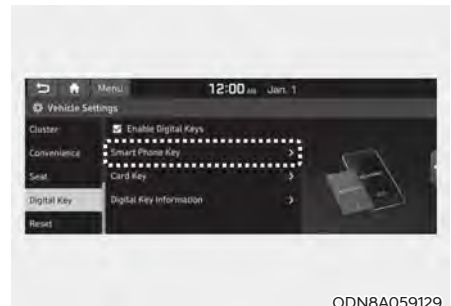 Menu 12:00 AM Jan. 1
Vehicle Settings
Cluster
Enable Digital Keys
Convenience
Smart Phone Key
Seat
Card Key
Digital Key
Digital Key Information
Reset
ODN8A059129